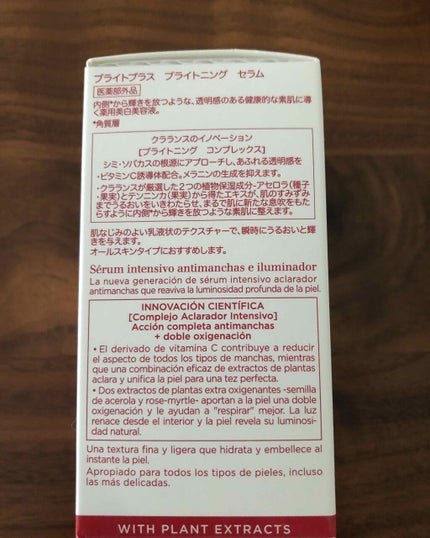 ブライトプラス ブライトニング セラム
医薬部外品
内側*から輝きを放つような、透明感のある健康的な素肌に導
く薬用美白美容液。
*角質層
クラランスのイノベーション
[ブライトニング コンプレックス]
シミ・ソバカスの根源にアプローチし、あふれる透明感を
・ビタミンC誘導体配合。メラニンの生成を抑えます。
・クラランスが厳選した2つの植物保湿成分・アセロラ(種子
・果実)とテンニンカ(果実)から得たエキスが、肌のすみずみ
までうるおいをいきわたらせ、まるで肌に新たな息吹をもた
らすように内側*から輝きを放つような素肌に整えます。
肌なじみのよい乳液状のテクスチャーで、瞬時にうるおいと輝
きを与えます。
オールスキンタイプにおすすめします。
Sérum intensivo antimanchas e iluminador
La nueva generación de sérum intensivo aclarador
antimanchas que reaviva la luminosidad profunda de la piel.
INNOVACIÓN CIENTÍFICA
[Complejo Aclarador Intensivo]
Acción completa antimanchas
+ doble oxigenación
• El derivado de vitamina C contribuye a reducir
el aspecto de todos los tipos de manchas, mientras
que una combinación eficaz de extractos de plantas
aclara y unifica la piel para una tez perfecta.
• Dos extractos de plantas extra oxigenantes -semilla
de acerola y rose-myrtle- aportan a la piel una doble
oxigenación y le ayudan a "respirar" mejor. La luz
renace desde el interior y la piel revela su luminosi-
dad natural.
Una textura fina y ligera que hidrata y embellece al
instante la piel.
Apropiado para todos los tipos de pieles, incluso
las más delicadas.
WITH PLANT EXTRACTS